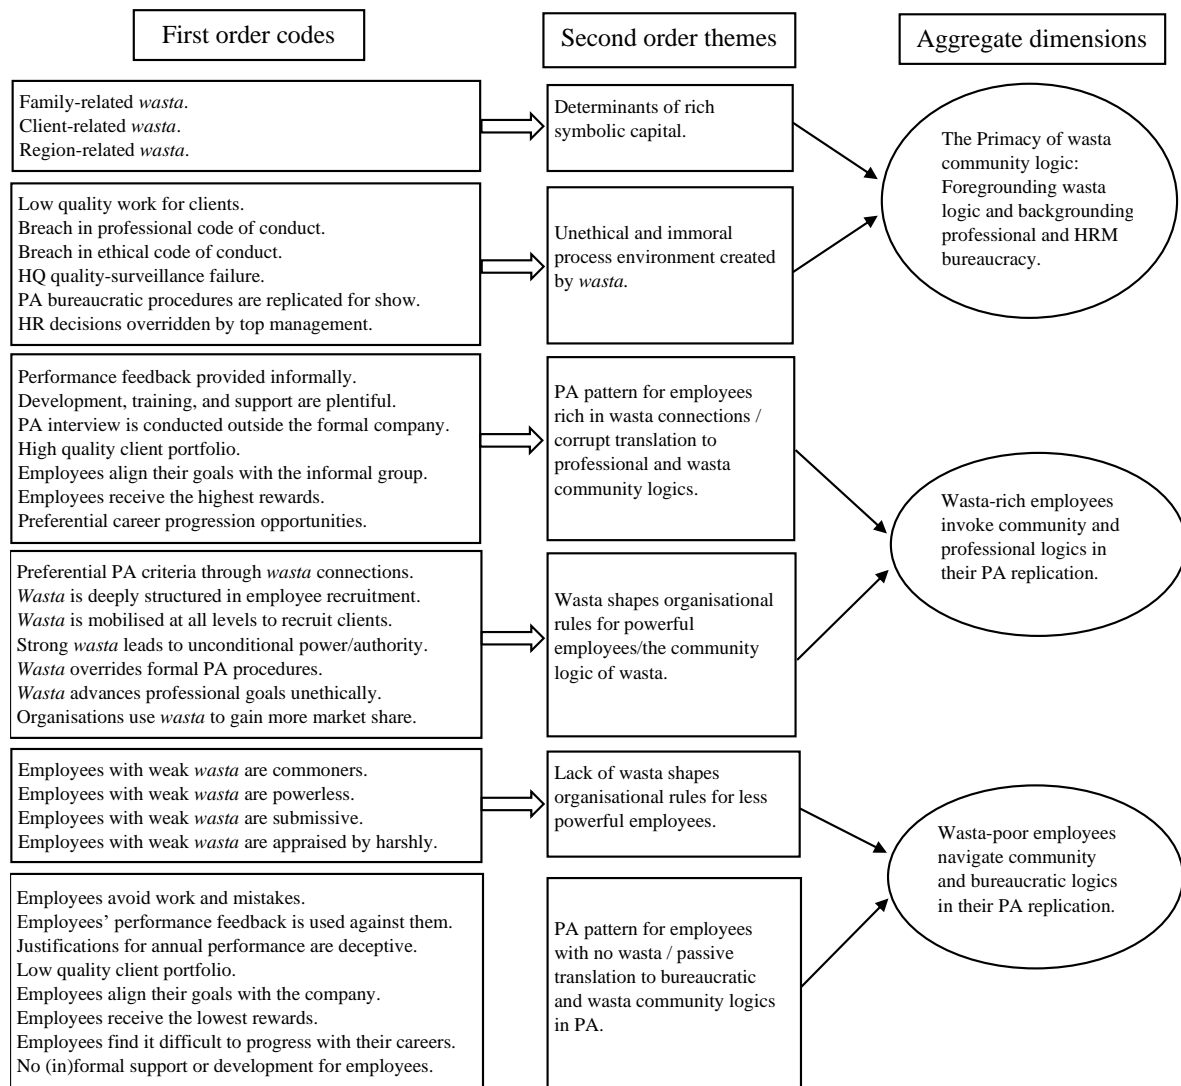 First order codes
Second order themes
Aggregate dimensions
Family-related wasta.
Client-related wasta.
Region-related wasta.
Determinants of rich
symbolic capital.
The Primacy of wasta
community logic:
Foregrounding wasta
logic and backgrounding
professional and HRM
bureaucracy.
Low quality work for clients.
Breach in professional code of conduct.
Breach in ethical code of conduct.
HQ quality-surveillance failure.
PA bureaucratic procedures are replicated for show.
HR decisions overridden by top management.
Unethical and immoral
process environment created
by wasta.
Performance feedback provided informally.
Development, training, and support are plentiful.
PA interview is conducted outside the formal company.
High quality client portfolio.
Employees align their goals with the informal group.
Employees receive the highest rewards.
Preferential career progression opportunities.
PA pattern for employees
rich in wasta connections /
corrupt translation to
professional and wasta
community logics.
Wasta-rich employees
invoke community and
professional logics in
their PA replication.
Preferential PA criteria through wasta connections.
Wasta is deeply structured in employee recruitment.
Wasta is mobilised at all levels to recruit clients.
Strong wasta leads to unconditional power/authority.
Wasta overrides formal PA procedures.
Wasta advances professional goals unethically.
Organisations use wasta to gain more market share.
Wasta shapes organisational
rules for powerful
employees/the community
logic of wasta.
Employees with weak wasta are commoners.
Employees with weak wasta are powerless.
Employees with weak wasta are submissive.
Employees with weak wasta are appraised by harshly.
Lack of wasta shapes
organisational rules for less
powerful employees.
Wasta-poor employees
navigate community
and bureaucratic logics
in their PA replication.
Employees avoid work and mistakes.
Employees’ performance feedback is used against them.
Justifications for annual performance are deceptive.
Low quality client portfolio.
Employees align their goals with the company.
Employees receive the lowest rewards.
Employees find it difficult to progress with their careers.
No (in)formal support or development for employees.
PA pattern for employees
with no wasta / passive
translation to bureaucratic
and wasta community logics
in PA.